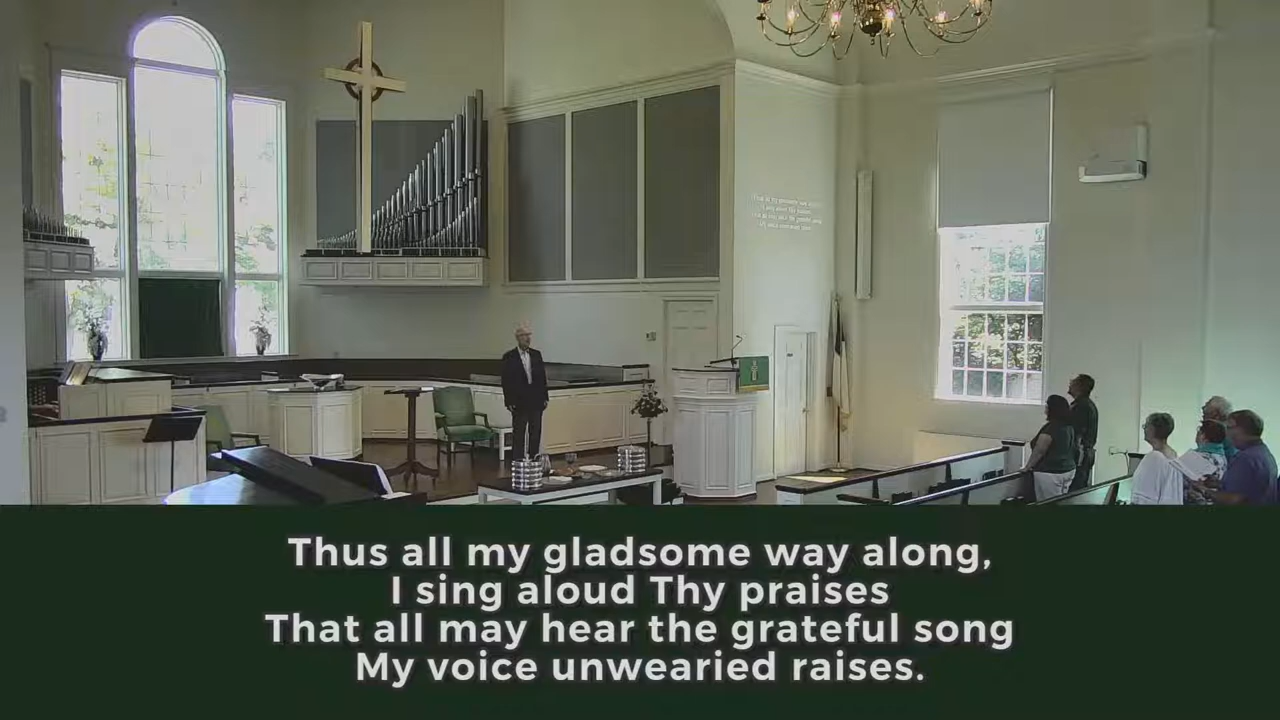 Thus all my gladsome way along,
I sing aloud Thy praises
That all may hear the grateful song
My voice unwearied raises.